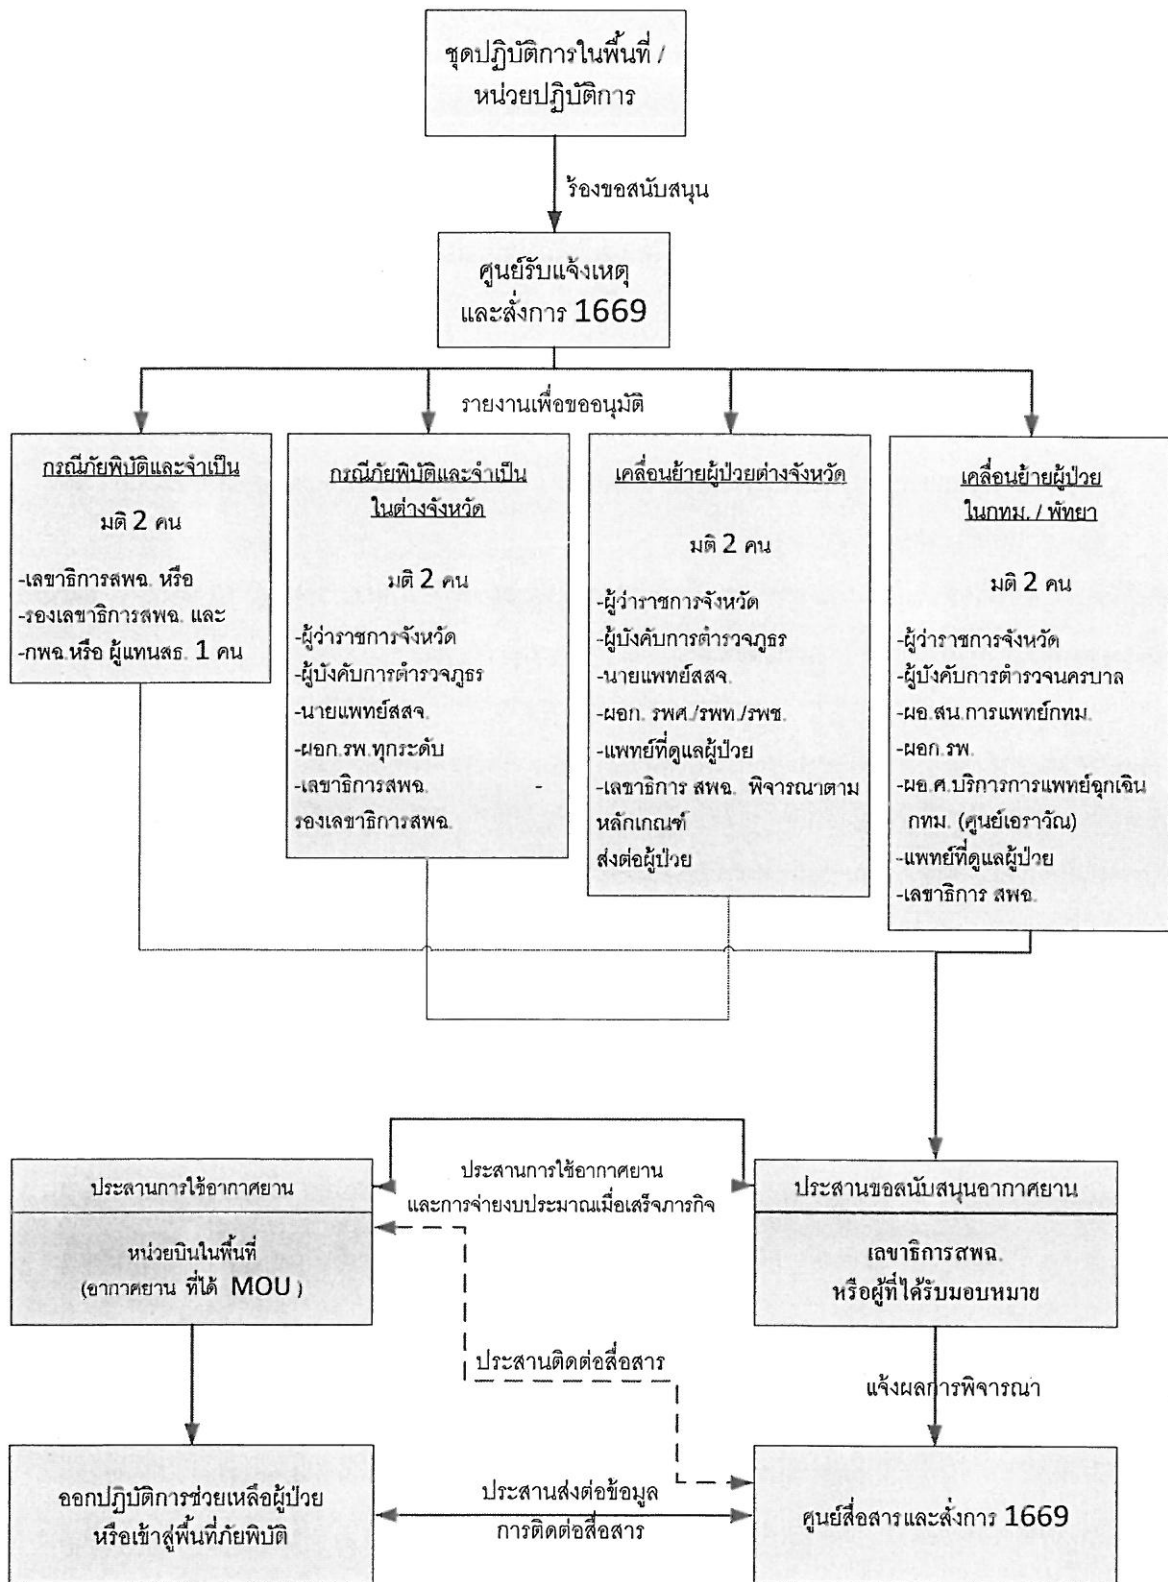 ชุดปฏิบัติการในพื้นที่ /
หน่วยปฏิบัติการ
ร้องขอสนับสนุน
ศูนย์รับแจ้งเหตุ
และสั่งการ 1669
รายงานเพื่อขออนุมัติ
กรณีภัยพิบัติและจำเป็น
มติ 2 คน
-เลขาธิการสพฉ. หรือ
-รองเลขาธิการสพฉ. และ
-กพฉ.หรือ ผู้แทนสธ. 1 คน
กรณีภัยพิบัติและจำเป็น
ในต่างจังหวัด
มติ 2 คน
-ผู้ว่าราชการจังหวัด
-ผู้บังคับการตำรวจภูธร
-นายแพทย์สสจ.
-ผอก.รพ.ทุกระดับ
-เลขาธิการสพฉ. -
รองเลขาธิการสพฉ.
เคลื่อนย้ายผู้ป่วยต่างจังหวัด
มติ 2 คน
-ผู้ว่าราชการจังหวัด
-ผู้บังคับการตำรวจภูธร
-นายแพทย์สสจ.
-ผอก. รพศ./รพท./รพช.
-แพทย์ที่ดูแลผู้ป่วย
-เลขาธิการ สพฉ. พิจารณาตาม
หลักเกณฑ์
ส่งต่อผู้ป่วย
เคลื่อนย้ายผู้ป่วย
ในกทม. / พัทยา
มติ 2 คน
-ผู้ว่าราชการจังหวัด
-ผู้บังคับการตำรวจนครบาล
-ผอ.สน.การแพทย์กทม.
-ผอก.รพ.
-ผอ.ศ.บริการการแพทย์ฉุกเฉิน
กทม. (ศูนย์เอราวัณ)
-แพทย์ที่ดูแลผู้ป่วย
-เลขาธิการ สพฉ.
ประสานการใช้อากาศยาน
หน่วยบินในพื้นที่
(อากาศยาน ที่ได้ MOU )
ประสานการใช้อากาศยาน
และการจ่ายงบประมาณเมื่อเสร็จภารกิจ
ประสานขอสนับสนุนอากาศยาน
เลขาธิการสพฉ.
หรือผู้ที่ได้รับมอบหมาย
ประสานติดต่อสื่อสาร
แจ้งผลการพิจารณา
ออกปฏิบัติการช่วยเหลือผู้ป่วย
หรือเข้าสู่พื้นที่ภัยพิบัติ
ประสานส่งต่อข้อมูล
การติดต่อสื่อสาร
ศูนย์สื่อสารและสั่งการ 1669